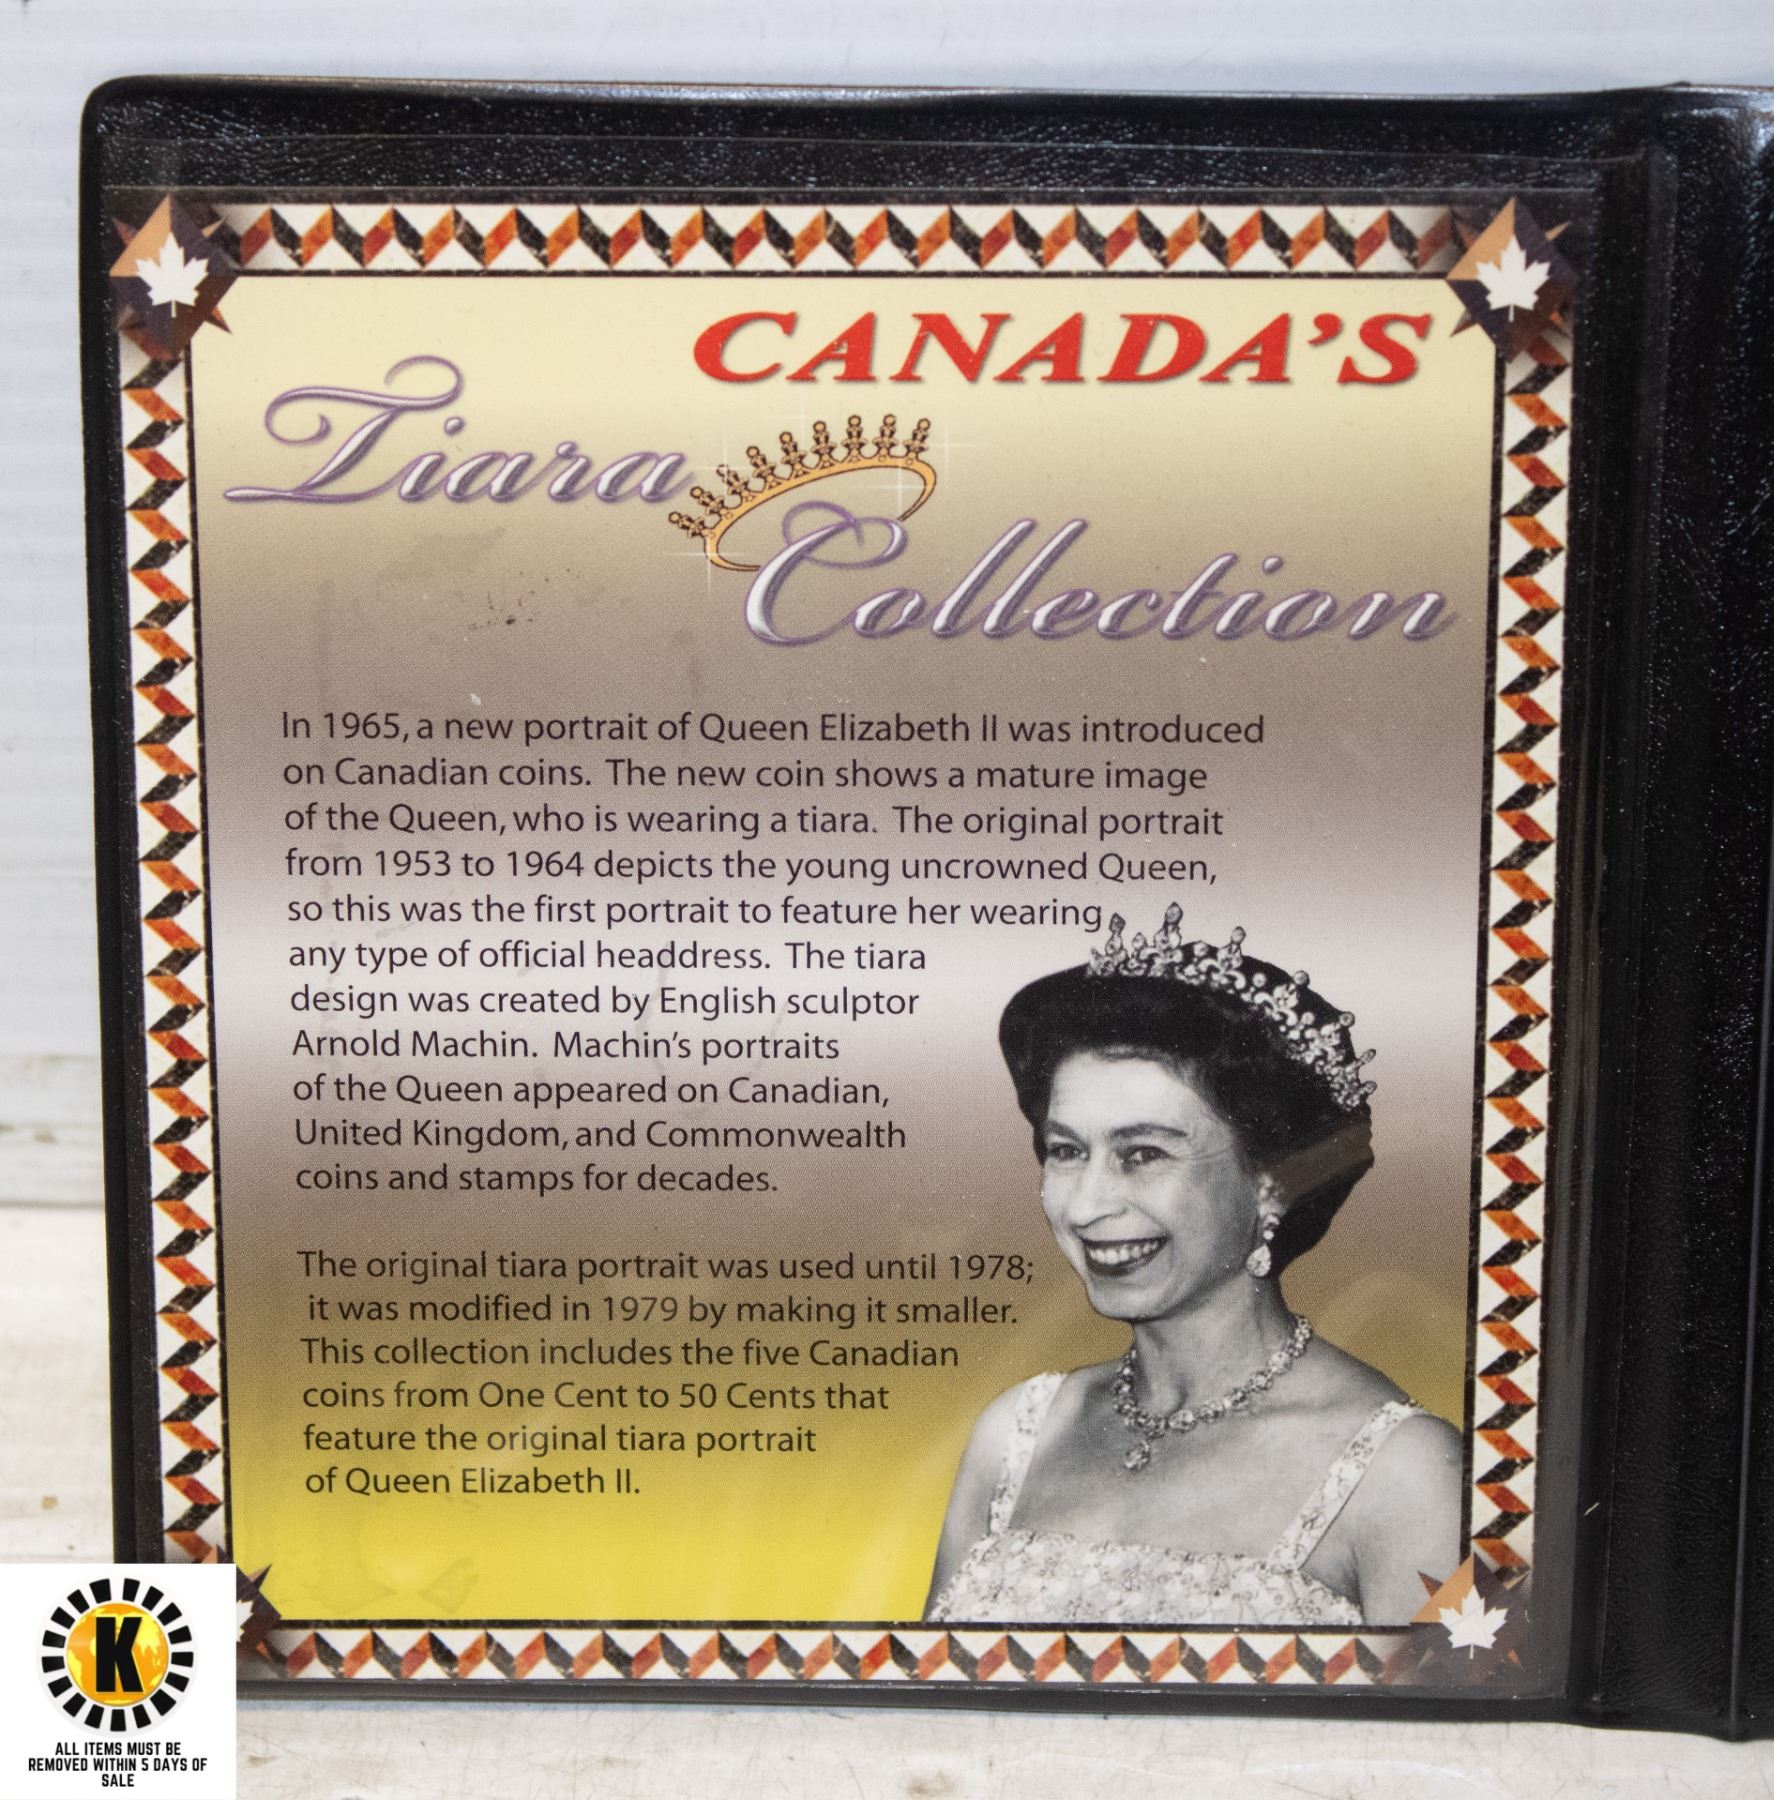 CANADA'S
Tiara
Collection
In 1965, a new portrait of Queen Elizabeth II was introduced
on Canadian coins. The new coin shows a mature image
of the Queen, who is wearing a tiara. The original portrait
from 1953 to 1964 depicts the young uncrowned Queen,
so this was the first portrait to feature her wearing
any type of official headdress. The tiara
design was created by English sculptor
Arnold Machin. Machin's portraits
of the Queen appeared on Canadian,
United Kingdom, and Commonwealth
coins and stamps for decades.
The original tiara portrait was used until 1978;
it was modified in 1979 by making it smaller.
This collection includes the five Canadian
coins from One Cent to 50 Cents that
feature the original tiara portrait
of Queen Elizabeth II.
K
ALL ITEMS MUST BE
REMOVED WITHIN 5 DAYS OF
SALE